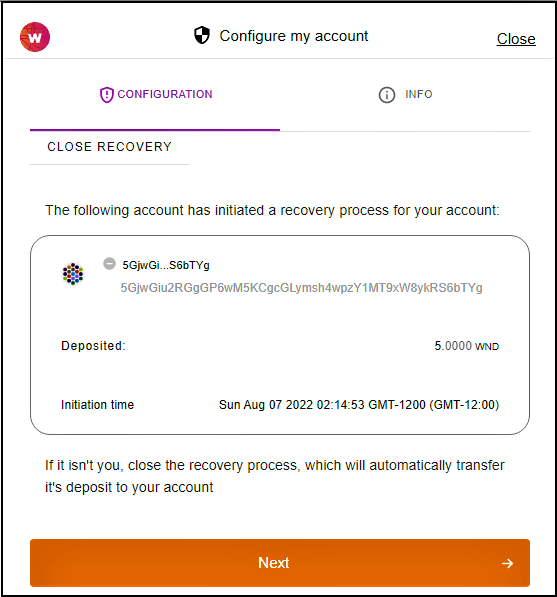 w
Configure my account
Close
CONFIGURATION
INFO
CLOSE RECOVERY
The following account has initiated a recovery process for your account:
5GjwGi...S6bTYg
5GjwGiu2RGgGP6wM5KCgcGLymsh4wpzY1MT9xW8ykRS6bTYg
Deposited: 5.0000 WND
Initiation time Sun Aug 07 2022 02:14:53 GMT-1200 (GMT-12:00)
If it isn't you, close the recovery process, which will automatically transfer
it's deposit to your account
Next